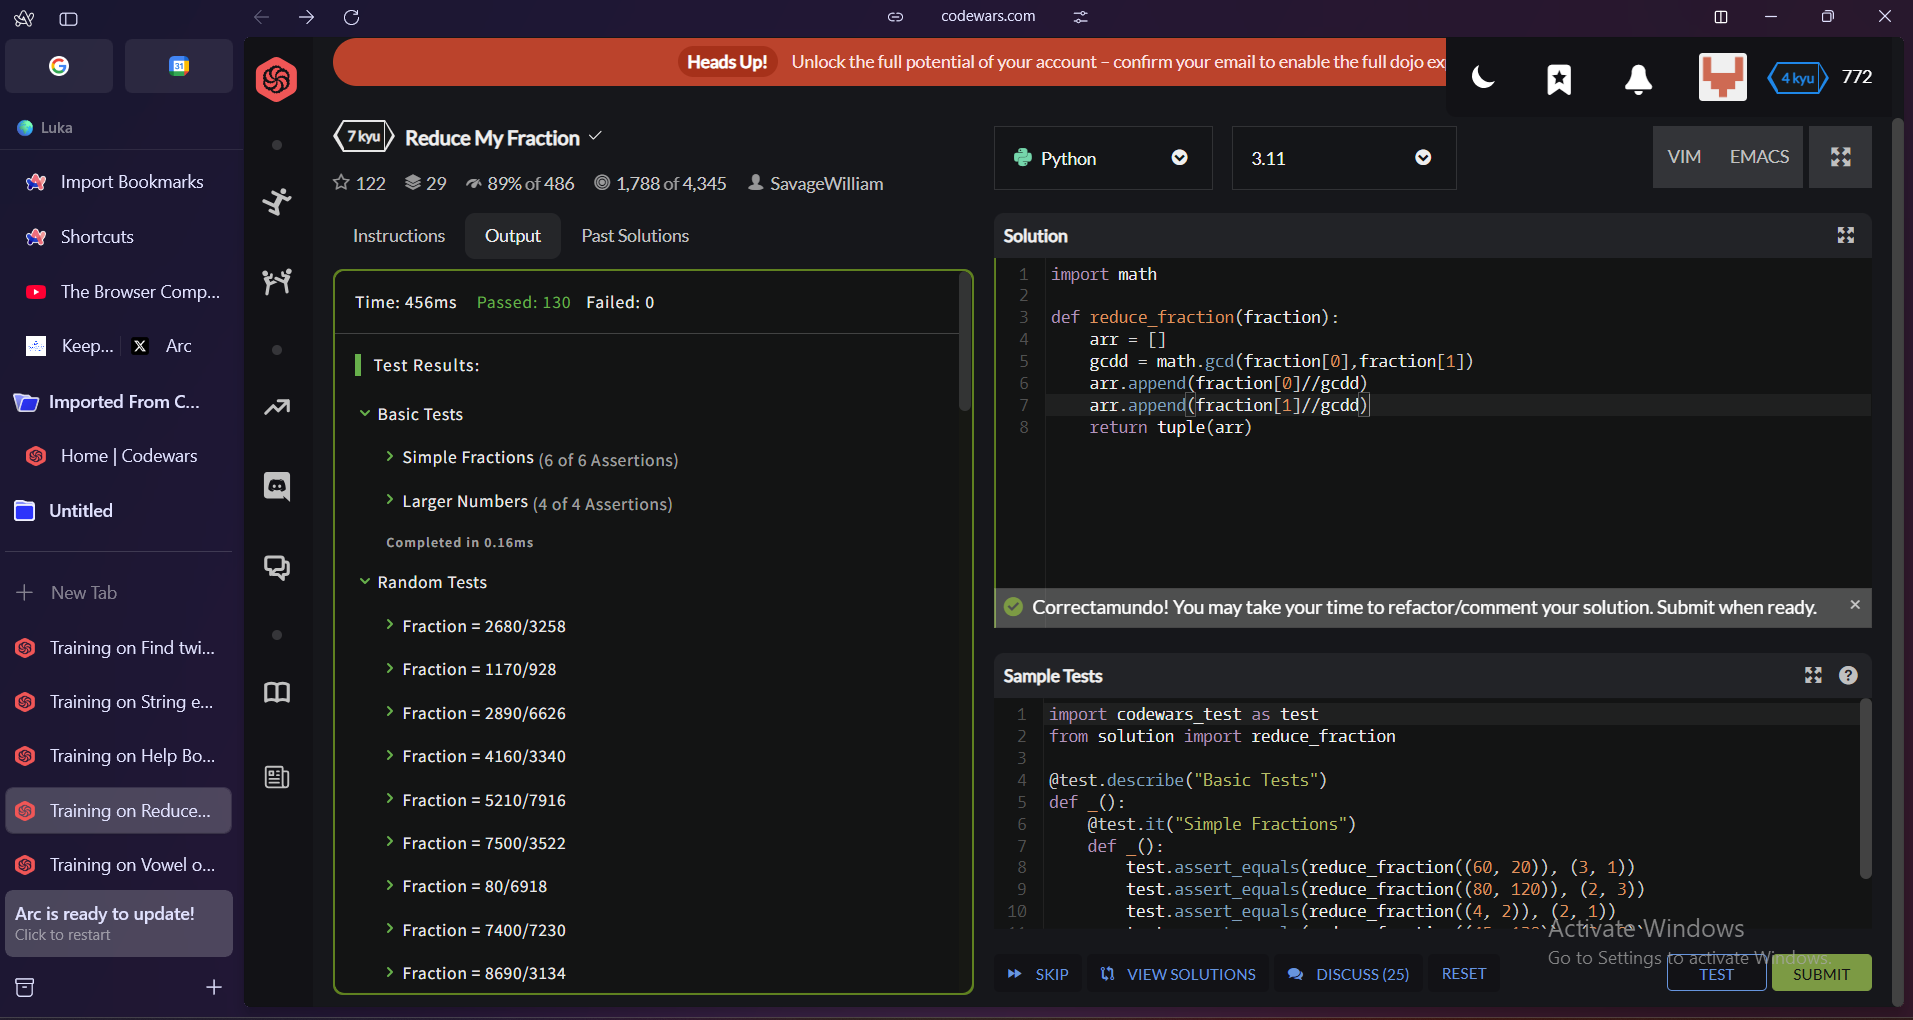 codewars.com
31
Luka
Import Bookmarks
Shortcuts
The Browser Comp...
Keep... X Arc
Imported From C...
Home | Codewars
Untitled
New Tab
Training on Find twi...
Training on String e...
Training on Help Bo...
Training on Reduce...
Training on Vowel o...
Arc is ready to update!
Click to restart
Heads Up! Unlock the full potential of your account – confirm your email to enable the full dojo ex
4 kyu 772
7 kyu Reduce My Fraction
122 29 89% of 486 1,788 of 4,345 SavageWilliam
Instructions Output Past Solutions
Time: 456ms Passed: 130 Failed: 0
Test Results:
Basic Tests
Simple Fractions (6 of 6 Assertions)
Larger Numbers (4 of 4 Assertions)
Completed in 0.16ms
Random Tests
Fraction = 2680/3258
Fraction = 1170/928
Fraction = 2890/6626
Fraction = 4160/3340
Fraction = 5210/7916
Fraction = 7500/3522
Fraction = 80/6918
Fraction = 7400/7230
Fraction = 8690/3134
Python 3.11 VIM EMACS
Solution
1 import math
2
3 def reduce_fraction(fraction):
4 arr = []
5 gcdd = math.gcd(fraction[0],fraction[1])
6 arr.append(fraction[0]//gcdd)
7 arr.append(fraction[1]//gcdd)
8 return tuple(arr)
Correctamundo! You may take your time to refactor/comment your solution. Submit when ready.
Sample Tests
1 import codewars_test as test
2 from solution import reduce_fraction
3
4 @test.describe("Basic Tests")
5 def _():
6 @test.it("Simple Fractions")
7 def _():
8 test.assert_equals(reduce_fraction((60, 20)), (3, 1))
9 test.assert_equals(reduce_fraction((80, 120)), (2, 3))
10 test.assert_equals(reduce_fraction((4, 2)), (2, 1))
Activate Windows
Go to Settings to activate Windows.
SKIP VIEW SOLUTIONS DISCUSS (25) RESET TEST SUBMIT